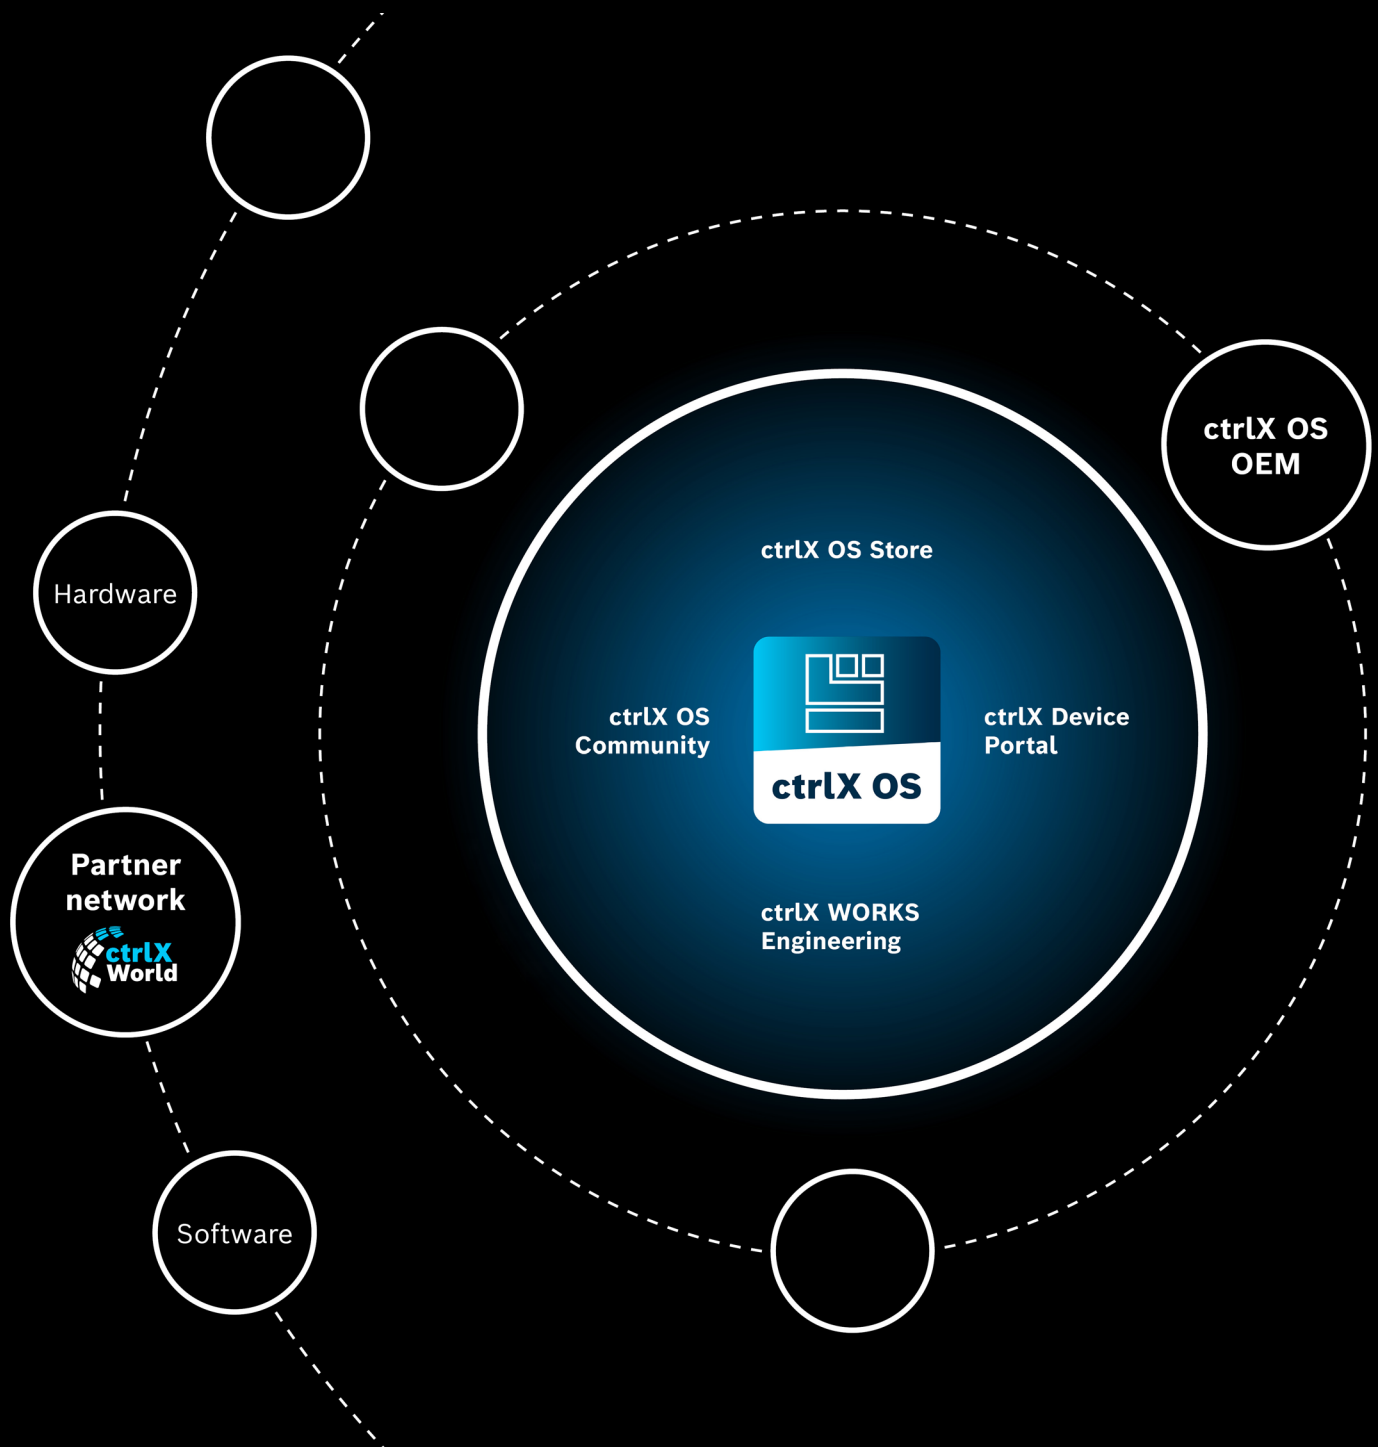 ctrlX OS
OEM
ctrlX OS Store
Hardware
ctrlX OS
Community
ctrlX OS
ctrlX Device
Portal
Partner
network
ctrlX
World
ctrlX WORKS
Engineering
Software